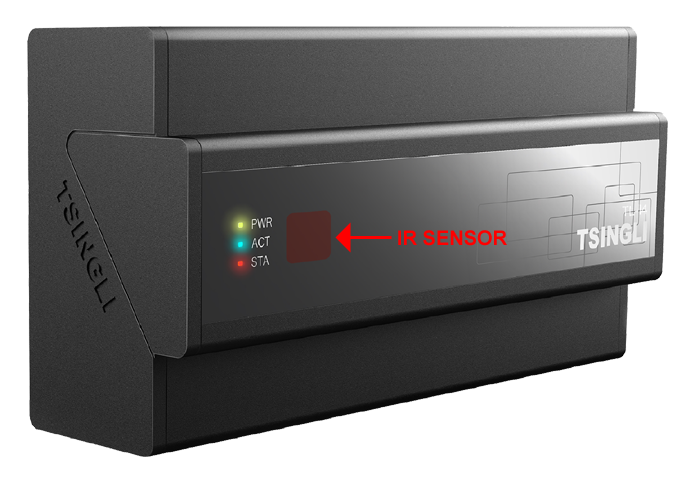 TSINGLI
PWR
ACT
STA
IR SENSOR
TSINGLI